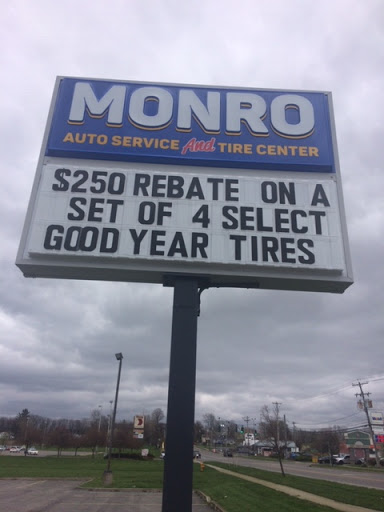 MONRO
AUTO SERVICE And TIRE CENTER
$250 REBATE ON A
SET OF 4 SELECT
GOOD YEAR TIRES